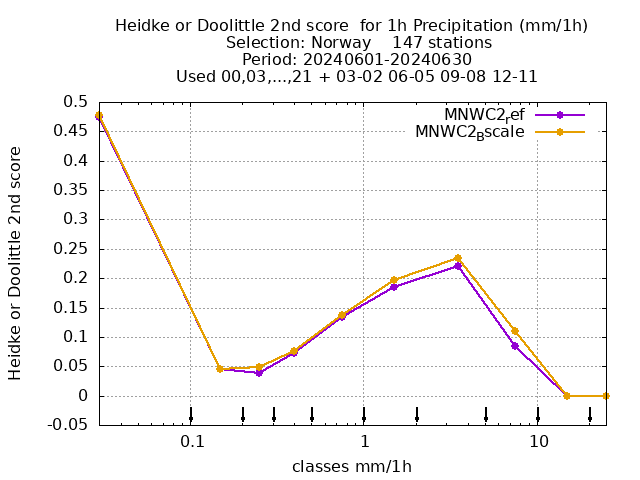 Heidke or Doolittle 2nd score  for 1h Precipitation (mm/1h)
Selection: Norway    147 stations
Period: 20240601-20240630
Used 00,03,...,21 + 03-02 06-05 09-08 12-11
MNWC2ref
MNWC2Bscale
Heidke or Doolittle 2nd score
0.5
0.45
0.4
0.35
0.3
0.25
0.2
0.15
0.1
0.05
0
-0.05
0.1 1 10
classes mm/1h